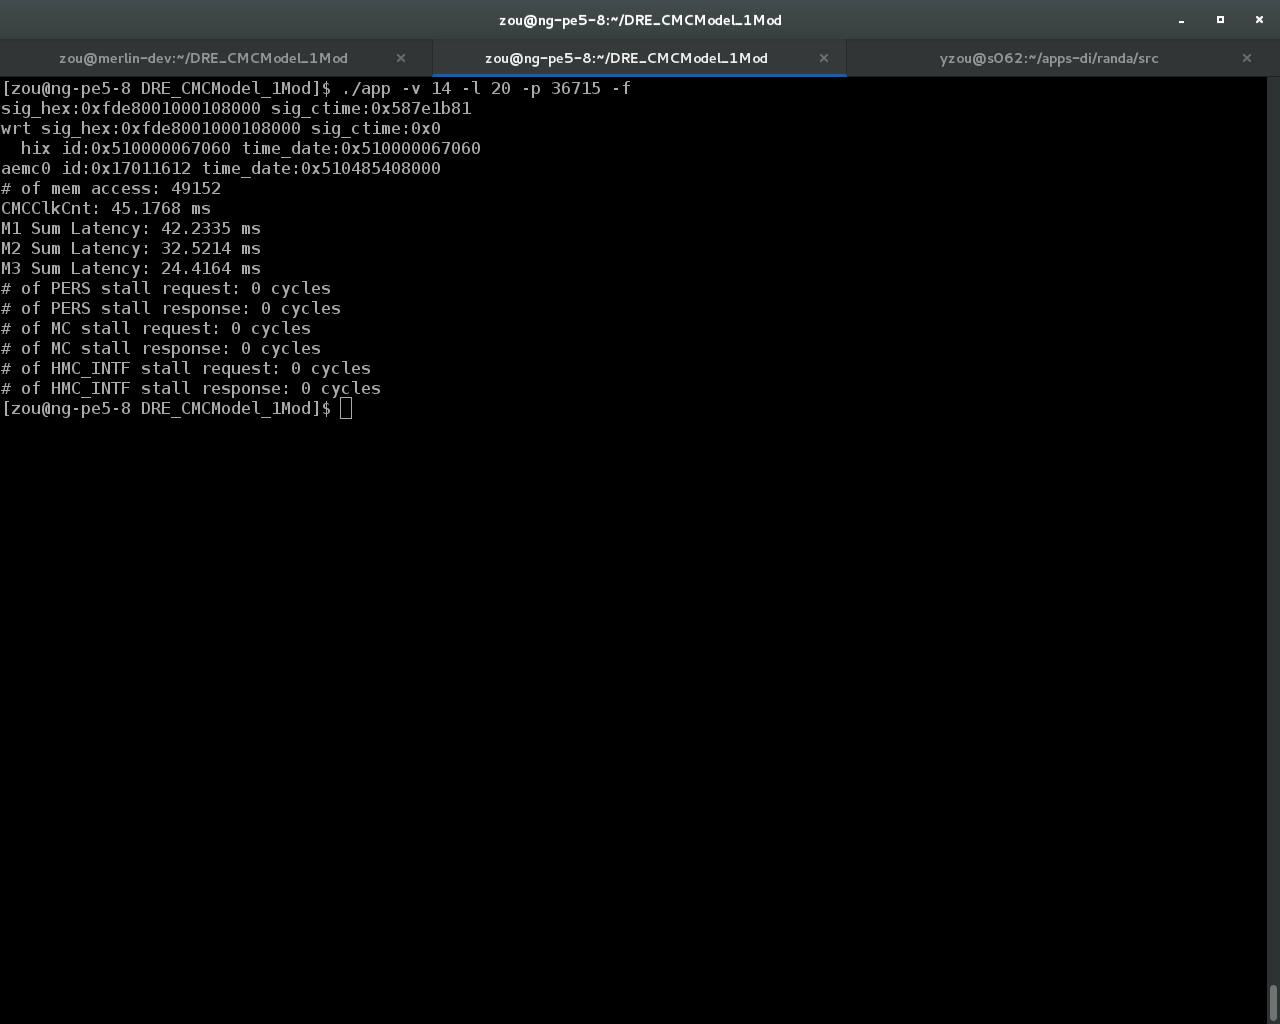 zou@ng-pe5-8:~/DRE_CMCModel_1Mod
zou@merlin-dev:~/DRE_CMCModel_1Mod × zou@ng-pe5-8:~/DRE_CMCModel_1Mod × yzou@s062:~/apps-di/randa/src ×
[zou@ng-pe5-8 DRE_CMCModel_1Mod]$ ./app -v 14 -l 20 -p 36715 -f
sig_hex:0xfde8001000108000 sig_ctime:0x587e1b81
wrt sig_hex:0xfde8001000108000 sig_ctime:0x0
  hix id:0x510000067060 time_date:0x510000067060
aemc0 id:0x17011612 time_date:0x510485408000
# of mem access: 49152
CMCClkCnt: 45.1768 ms
M1 Sum Latency: 42.2335 ms
M2 Sum Latency: 32.5214 ms
M3 Sum Latency: 24.4164 ms
# of PERS stall request: 0 cycles
# of PERS stall response: 0 cycles
# of MC stall request: 0 cycles
# of MC stall response: 0 cycles
# of HMC_INTF stall request: 0 cycles
# of HMC_INTF stall response: 0 cycles
[zou@ng-pe5-8 DRE_CMCModel_1Mod]$